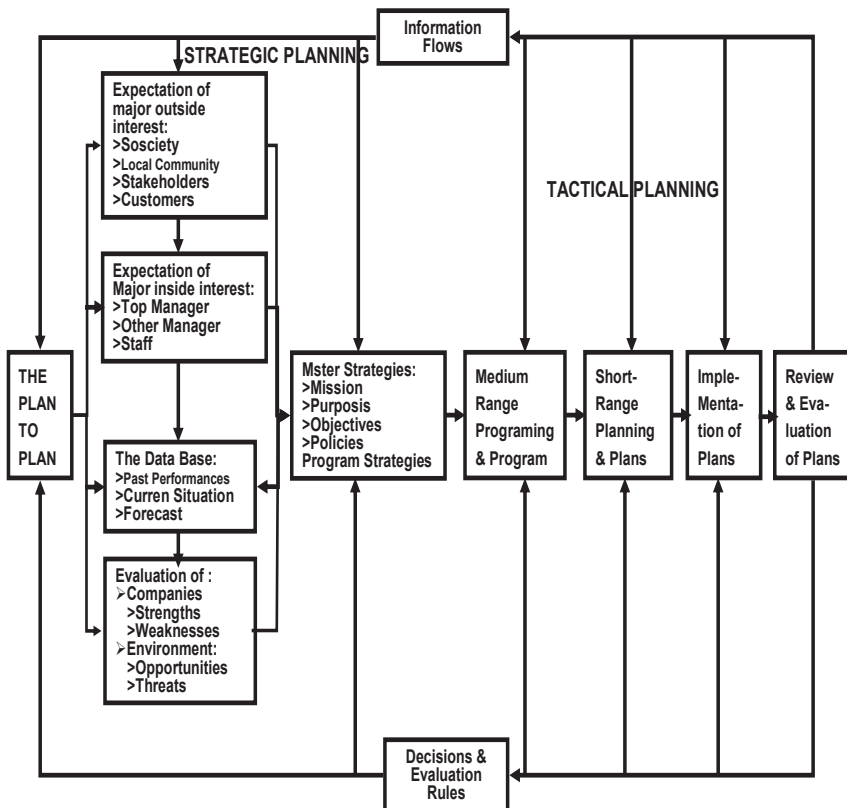 Information
Flows
STRATEGIC PLANNING
Expectation of
major outside
interest:
>Sosciety
>Local Community
>Stakeholders
>Customers
TACTICAL PLANNING
Expectation of
Major inside interest:
>Top Manager
>Other Manager
>Staff
THE
PLAN
TO
PLAN
Mster Strategies:
>Mission
>Purposis
>Objectives
>Policies
Program Strategies
Medium
Range
Programing
& Program
Short-
Range
Planning
& Plans
Imple-
Menta-
tion of
Plans
Review
& Eva-
luation
of Plans
The Data Base:
>Past Performances
>Curren Situation
>Forecast
Evaluation of :
➢Companies
>Strengths
>Weaknesses
➢Environment:
>Opportunities
>Threats
Decisions &
Evaluation
Rules